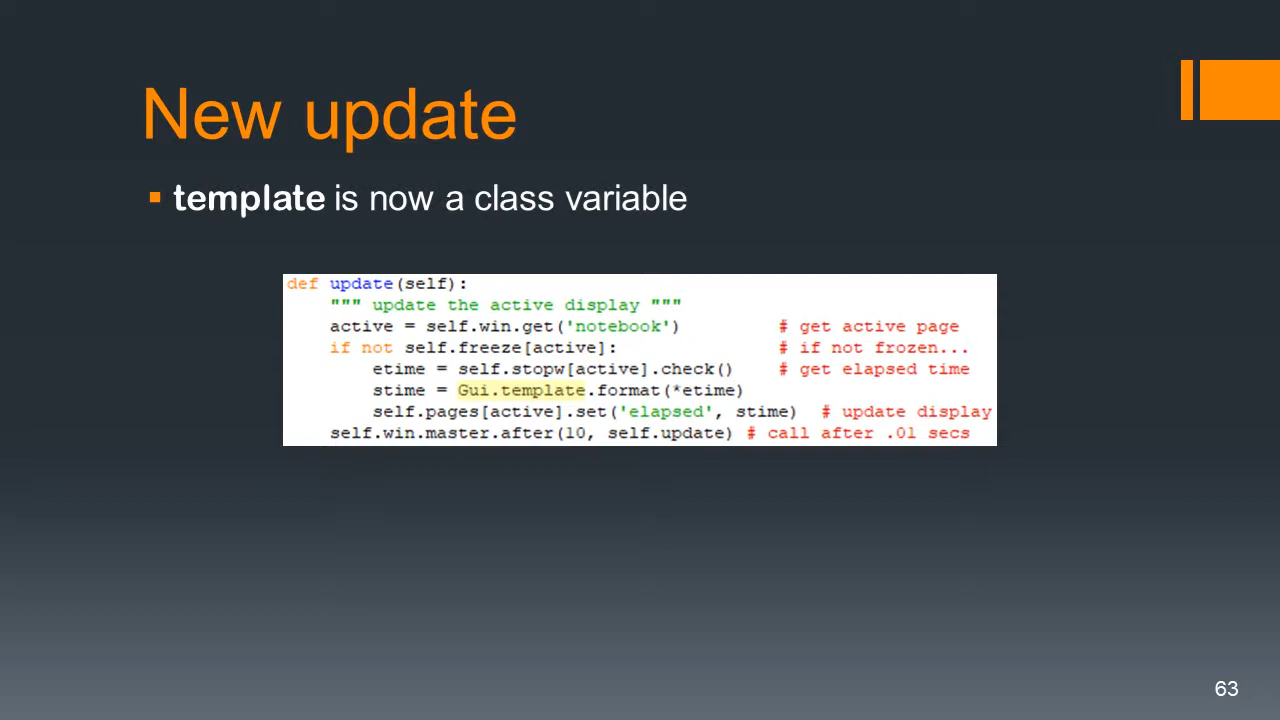 New update
template is now a class variable
def update(self):
    """ update the active display """
    active = self.win.get('notebook')         # get active page
    if not self.freeze[active]:               # if not frozen...
        etime = self.stopw[active].check()    # get elapsed time
        stime = Gui.template.format(*etime)
        self.pages[active].set('elapsed', stime)  # update display
    self.win.master.after(10, self.update) # call after .01 secs
63